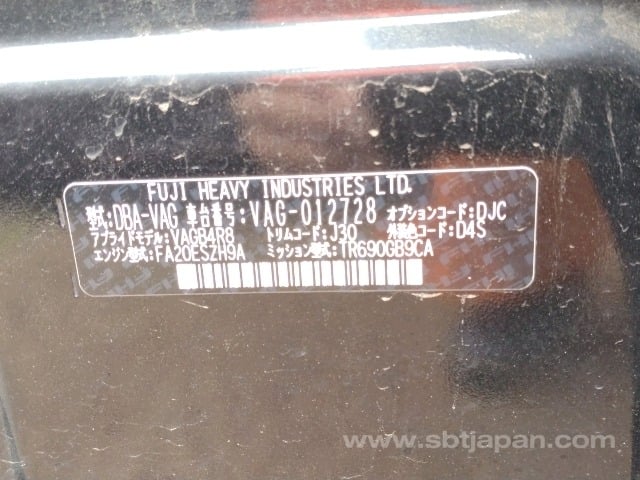 FUJI HEAVY INDUSTRIES LTD.
型式:DBA-VAG 車台番号:VAG-012728 オプションコード:DJC
アプライドモデル:VAGB4R8 トリムコード:J30 外装色コード:D4S
エンジン型式:FA20ESZH9A ミッション型式:TR690GB9CA
www.sbtjapan.com